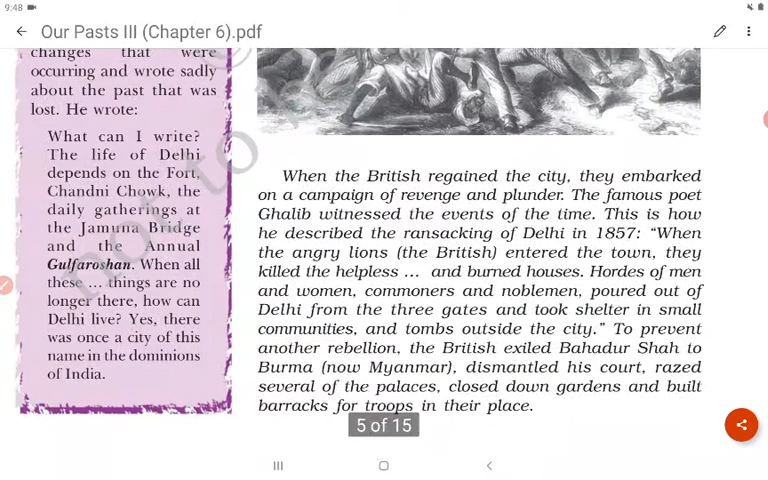 9:48
Our Pasts III (Chapter 6).pdf
changes that were
occurring and wrote sadly
about the past that was
lost. He wrote:
What can I write?
The life of Delhi
depends on the Fort,
Chandni Chowk, the
daily gatherings at
the Jamuna Bridge
and the Annual
Gulfaroshan. When all
these ... things are no
longer there, how can
Delhi live? Yes, there
was once a city of this
name in the dominions
of India.
When the British regained the city, they embarked
on a campaign of revenge and plunder. The famous poet
Ghalib witnessed the events of the time. This is how
he described the ransacking of Delhi in 1857: “When
the angry lions (the British) entered the town, they
killed the helpless ... and burned houses. Hordes of men
and women, commoners and noblemen, poured out of
Delhi from the three gates and took shelter in small
communities, and tombs outside the city.” To prevent
another rebellion, the British exiled Bahadur Shah to
Burma (now Myanmar), dismantled his court, razed
several of the palaces, closed down gardens and built
barracks for troops in their place.
5 of 15
not to